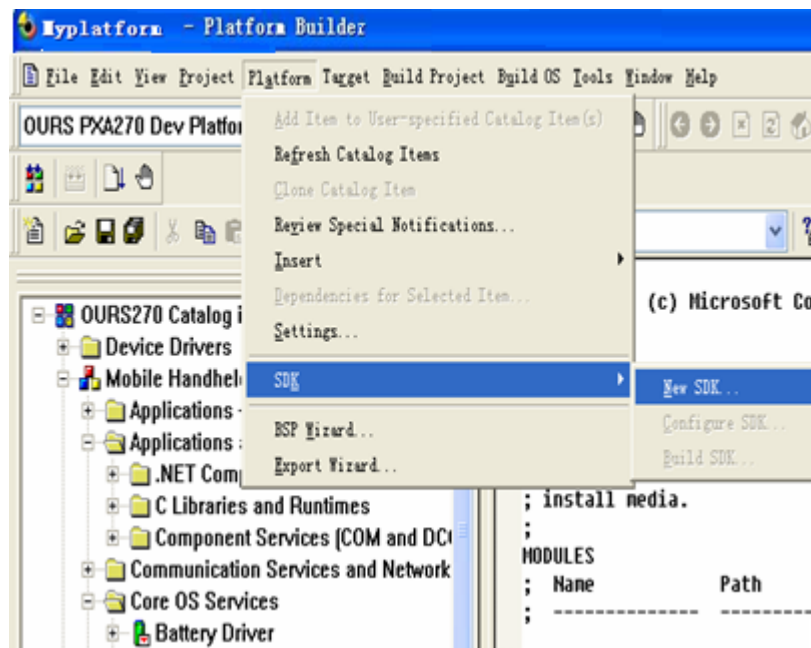 Myplatform - Platform Builder
File Edit View Project Platform Target Build Project Build OS Tools Window Help
OURS PXA270 Dev Platfo
Add Item to User-specified Catalog Item(s)
Refresh Catalog Items
Clone Catalog Item
Review Special Notifications...
Insert
Dependencies for Selected Item...
Settings...
SDK
New SDK...
Configure SDK...
Build SDK...
BSP Wizard...
Export Wizard...
OURS270 Catalog i
Device Drivers
Mobile Handhel
Applications -
Applications
.NET Com
C Libraries and Runtimes
Component Services (COM and DC
Communication Services and Network
Core OS Services
Battery Driver
(c) Microsoft Co
; install media.
;
MODULES
; Name Path
; -------------- ---------